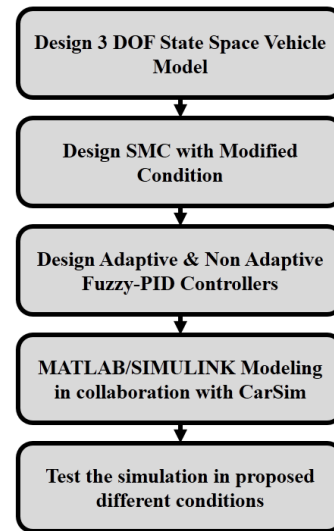 Design 3 DOF State Space Vehicle
Model
Design SMC with Modified
Condition
Design Adaptive & Non Adaptive
Fuzzy-PID Controllers
MATLAB/SIMULINK Modeling
in collaboration with CarSim
Test the simulation in proposed
different conditions